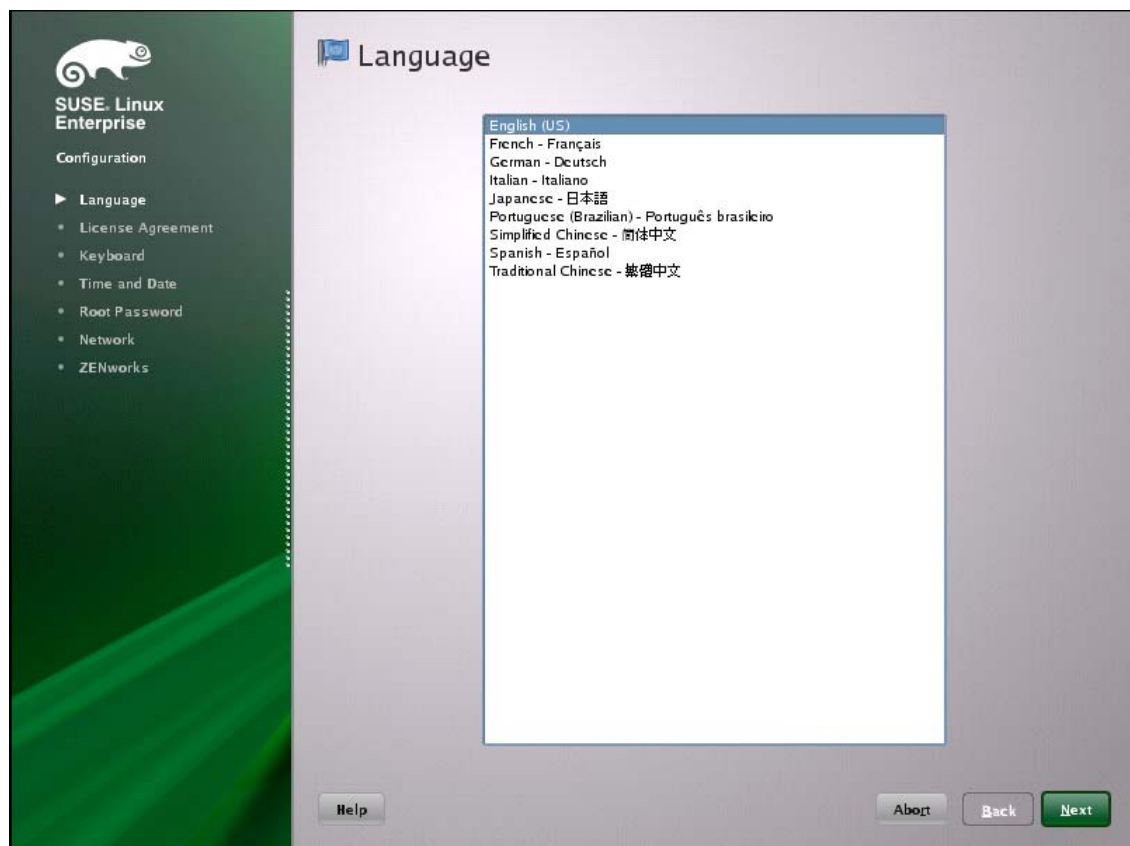 SUSE. Linux
Enterprise
Configuration
Language
License Agreement
Keyboard
Time and Date
Root Password
Network
ZENworks
Language
English (US)
French - Français
German - Deutsch
Italian - Italiano
Japanese - 日本語
Portuguese (Brazilian) - Português brasileiro
Simplified Chinese - 简体中文
Spanish - Español
Traditional Chinese - 繁體中文
Help
Abort
Back
Next